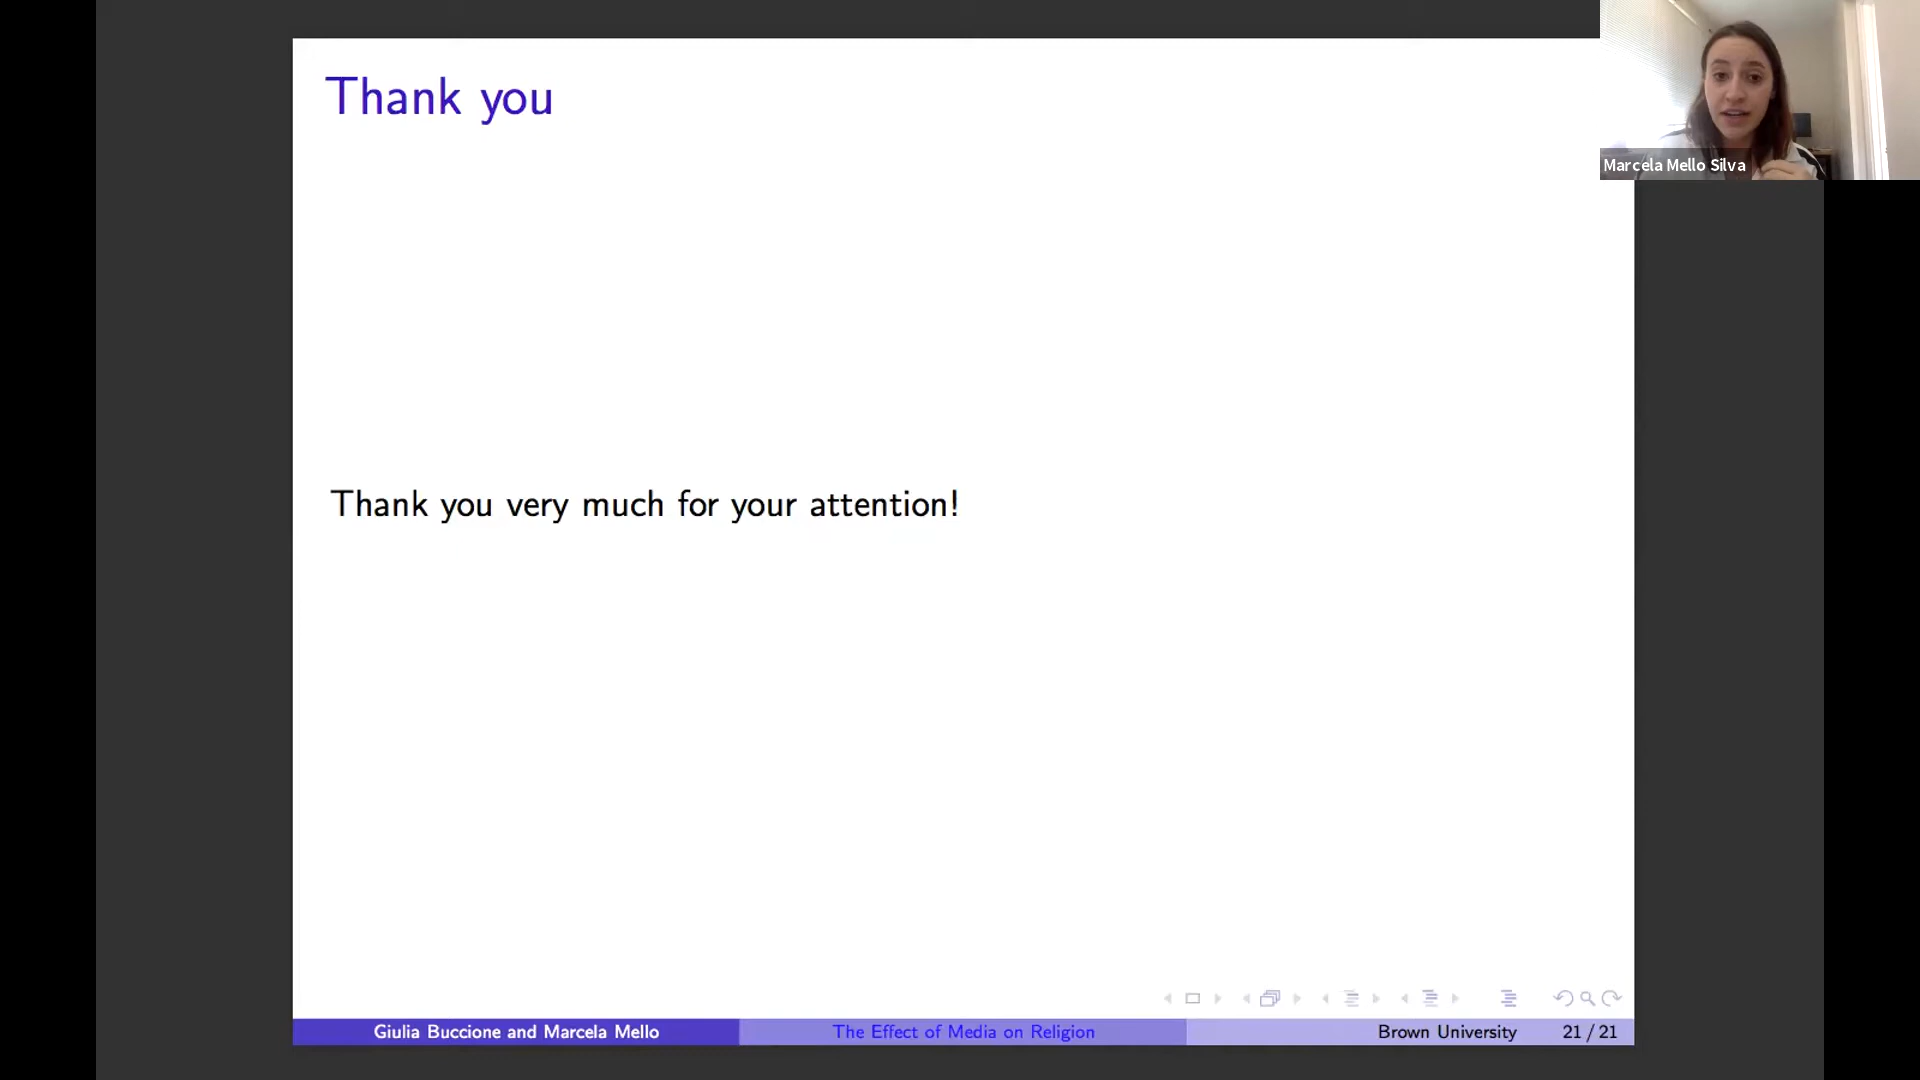 Thank you
Marcela Mello Silva
Thank you very much for your attention!
Giulia Buccione and Marcela Mello
The Effect of Media on Religion
Brown University
21 / 21